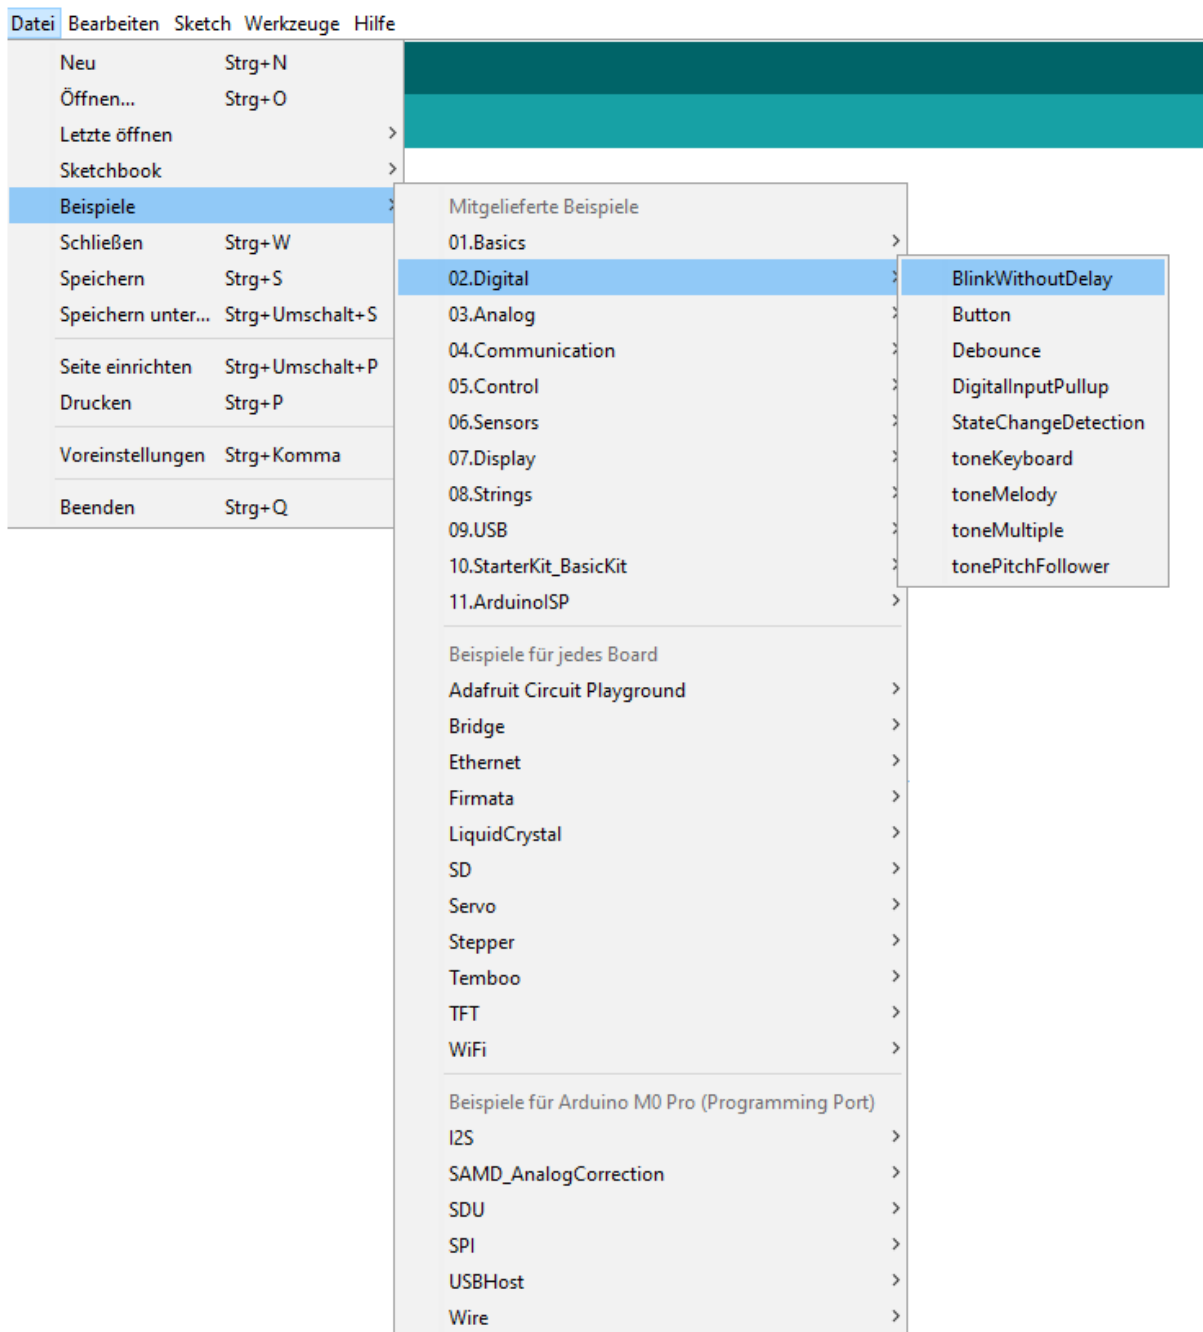 Datei Bearbeiten Sketch Werkzeuge Hilfe
Neu Strg+N
Öffnen... Strg+O
Letzte öffnen
Sketchbook
Beispiele
Schließen Strg+W
Speichern Strg+S
Speichern unter... Strg+Umschalt+S
Seite einrichten Strg+Umschalt+P
Drucken Strg+P
Voreinstellungen Strg+Komma
Beenden Strg+Q
Mitgelieferte Beispiele
01.Basics
02.Digital
03.Analog
04.Communication
05.Control
06.Sensors
07.Display
08.Strings
09.USB
10.StarterKit_BasicKit
11.ArduinoISP
Beispiele für jedes Board
Adafruit Circuit Playground
Bridge
Ethernet
Firmata
LiquidCrystal
SD
Servo
Stepper
Temboo
TFT
WiFi
Beispiele für Arduino M0 Pro (Programming Port)
I2S
SAMD_AnalogCorrection
SDU
SPI
USBHost
Wire
BlinkWithoutDelay
Button
Debounce
DigitalInputPullup
StateChangeDetection
toneKeyboard
toneMelody
toneMultiple
tonePitchFollower